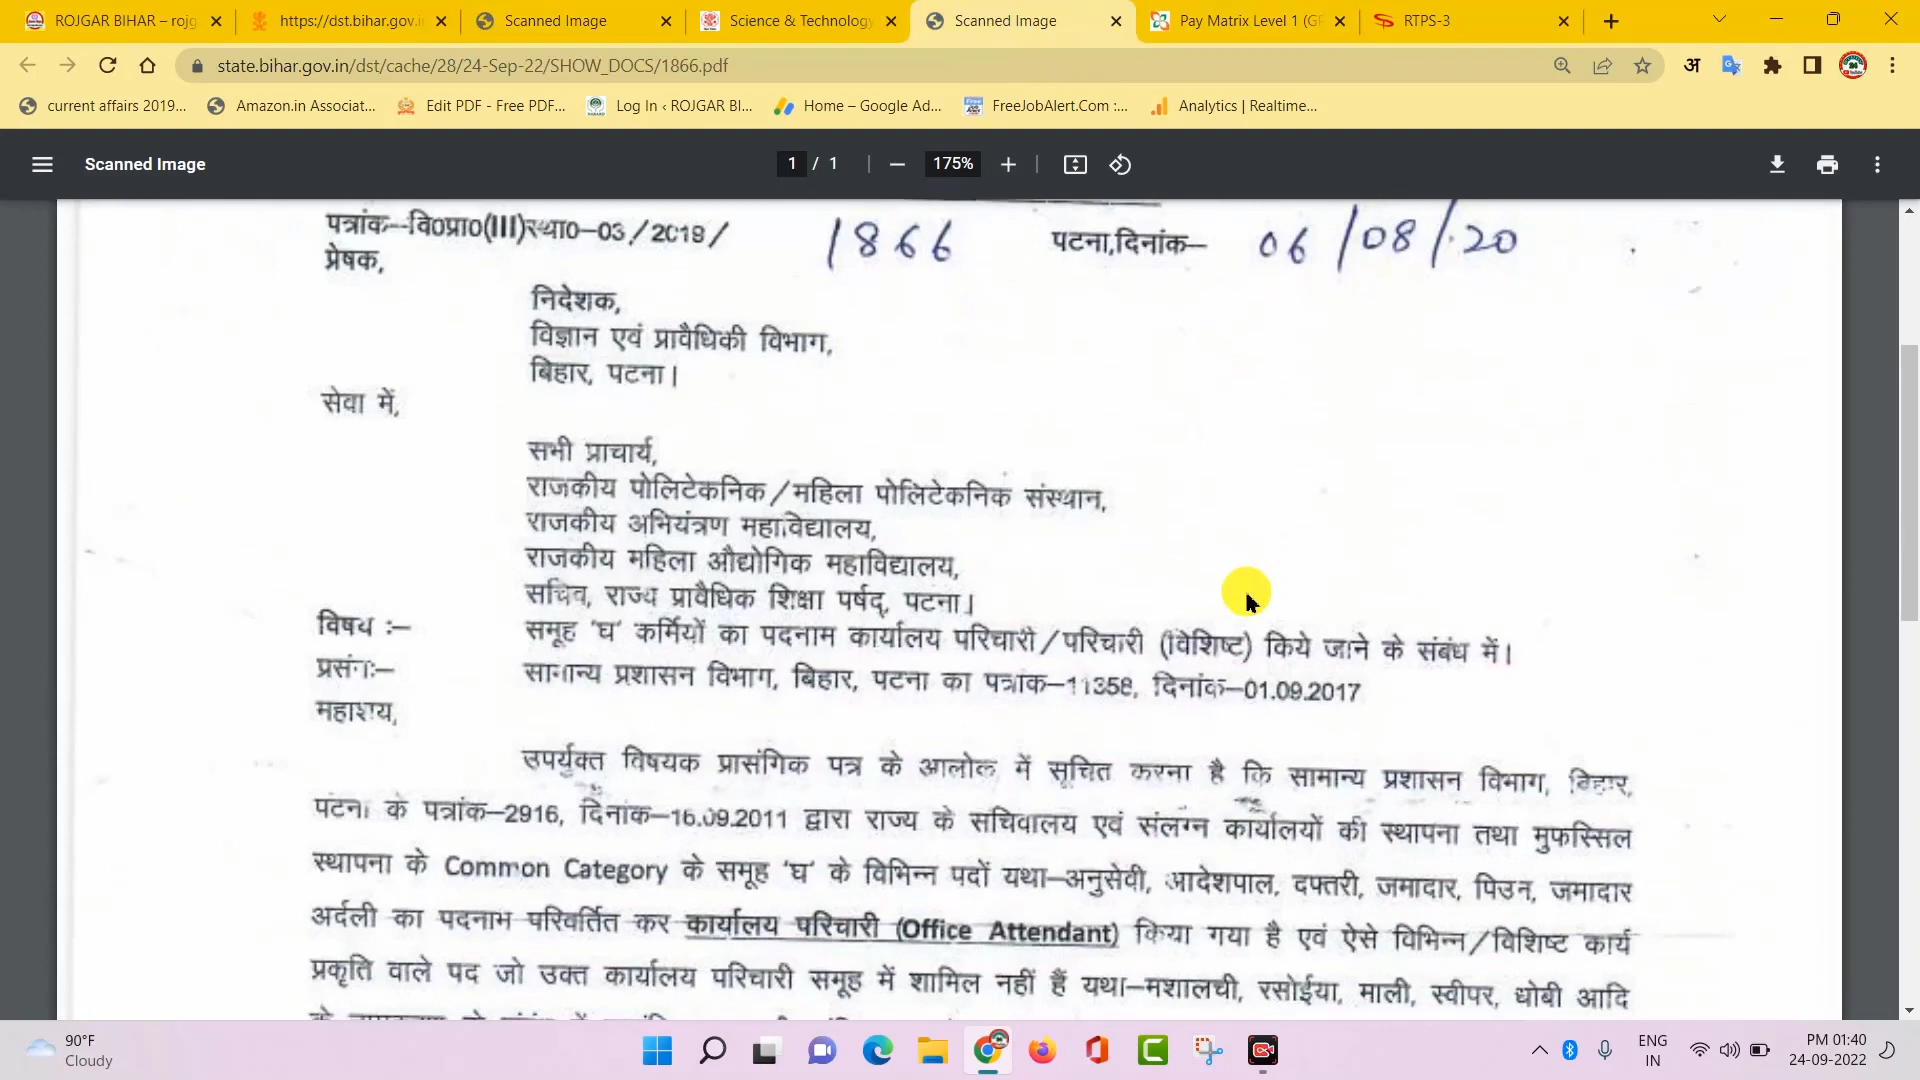 ROJGAR BIHAR – rojg
https://dst.bihar.gov.i
Scanned Image
Science & Technology
Scanned Image
Pay Matrix Level 1 (GP
RTPS-3
state.bihar.gov.in/dst/cache/28/24-Sep-22/SHOW_DOCS/1866.pdf
अ
current affairs 2019...
Amazon.in Associat...
Edit PDF - Free PDF...
Log In ‹ ROJGAR BI...
Home – Google Ad...
FreeJobAlert.Com :...
Analytics | Realtime...
Scanned Image
1 / 1
175%
पत्रांक–वि0प्रा0(III)स्था0–03/2019/ 1866 पटना,दिनांक– 06/08/20
प्रेषक,
निदेशक,
विज्ञान एवं प्रावैधिकी विभाग,
बिहार, पटना।
सेवा में,
सभी प्राचार्य,
राजकीय पोलिटेकनिक/महिला पोलिटेकनिक संस्थान,
राजकीय अभियंत्रण महाविद्यालय,
राजकीय महिला औद्योगिक महाविद्यालय,
सचिव, राज्य प्रावैधिक शिक्षा पर्षद्, पटना।
विषय :– समूह 'घ' कर्मियों का पदनाम कार्यालय परिचारी/परिचारी (विशिष्ट) किये जाने के संबंध में।
प्रसंगः– सामान्य प्रशासन विभाग, बिहार, पटना का पत्रांक–11358, दिनांक–01.09.2017
महाशय,
उपर्युक्त विषयक प्रासंगिक पत्र के आलोक में सूचित करना है कि सामान्य प्रशासन विभाग, बिहार,
पटना के पत्रांक–2916, दिनांक–16.09.2011 द्वारा राज्य के सचिवालय एवं संलग्न कार्यालयों की स्थापना तथा मुफस्सिल
स्थापना के Common Category के समूह 'घ' के विभिन्न पदों यथा–अनुसेवी, आदेशपाल, दफ्तरी, जमादार, पिउन, जमादार
अर्दली का पदनाम परिवर्तित कर कार्यालय परिचारी (Office Attendant) किया गया है एवं ऐसे विभिन्न/विशिष्ट कार्य
प्रकृति वाले पद जो उक्त कार्यालय परिचारी समूह में शामिल नहीं हैं यथा–मशालची, रसोईया, माली, स्वीपर, धोबी आदि
90°F
Cloudy
ENG
IN
PM 01:40
24-09-2022